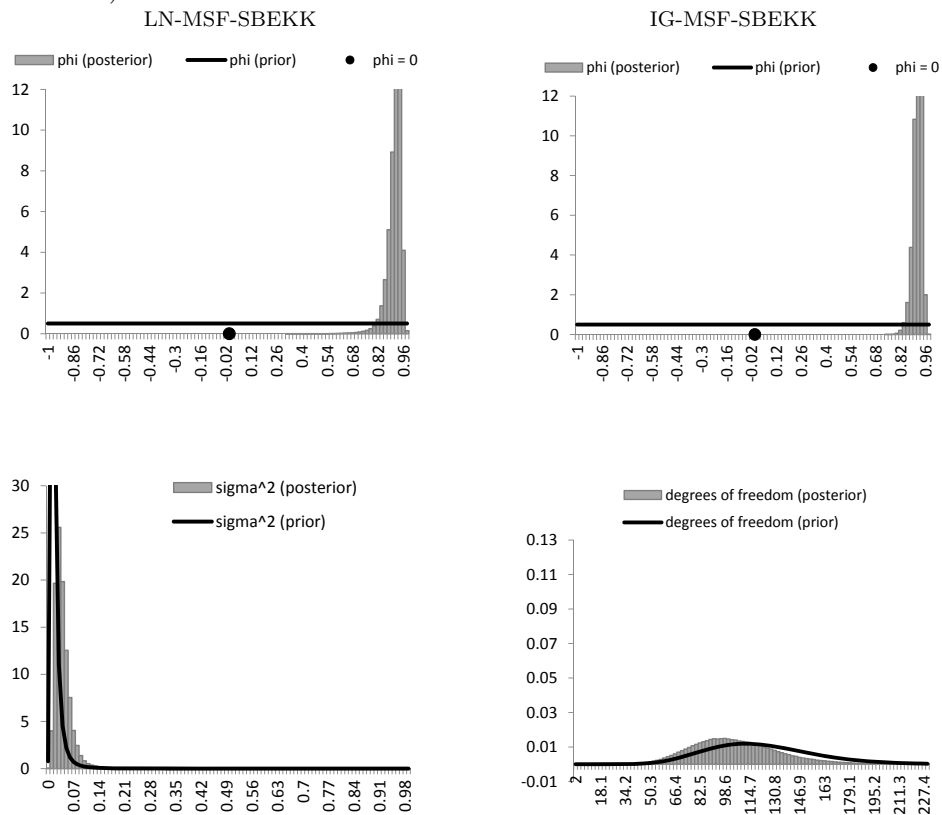 LN-MSF-SBEKK
IG-MSF-SBEKK
phi (posterior) phi (prior) phi = 0
12
10
8
6
4
2
0
-1 -0.86 -0.72 -0.58 -0.44 -0.3 -0.16 -0.02 0.12 0.26 0.4 0.54 0.68 0.82 0.96
phi (posterior) phi (prior) phi = 0
12
10
8
6
4
2
0
-1 -0.86 -0.72 -0.58 -0.44 -0.3 -0.16 -0.02 0.12 0.26 0.4 0.54 0.68 0.82 0.96
sigma^2 (posterior)
sigma^2 (prior)
30
25
20
15
10
5
0
0 0.07 0.14 0.21 0.28 0.35 0.42 0.49 0.56 0.63 0.7 0.77 0.84 0.91 0.98
degrees of freedom (posterior)
degrees of freedom (prior)
0.13
0.11
0.09
0.07
0.05
0.03
0.01
-0.01
2 18.1 34.2 50.3 66.4 82.5 98.6 114.7 130.8 146.9 163 179.1 195.2 211.3 227.4